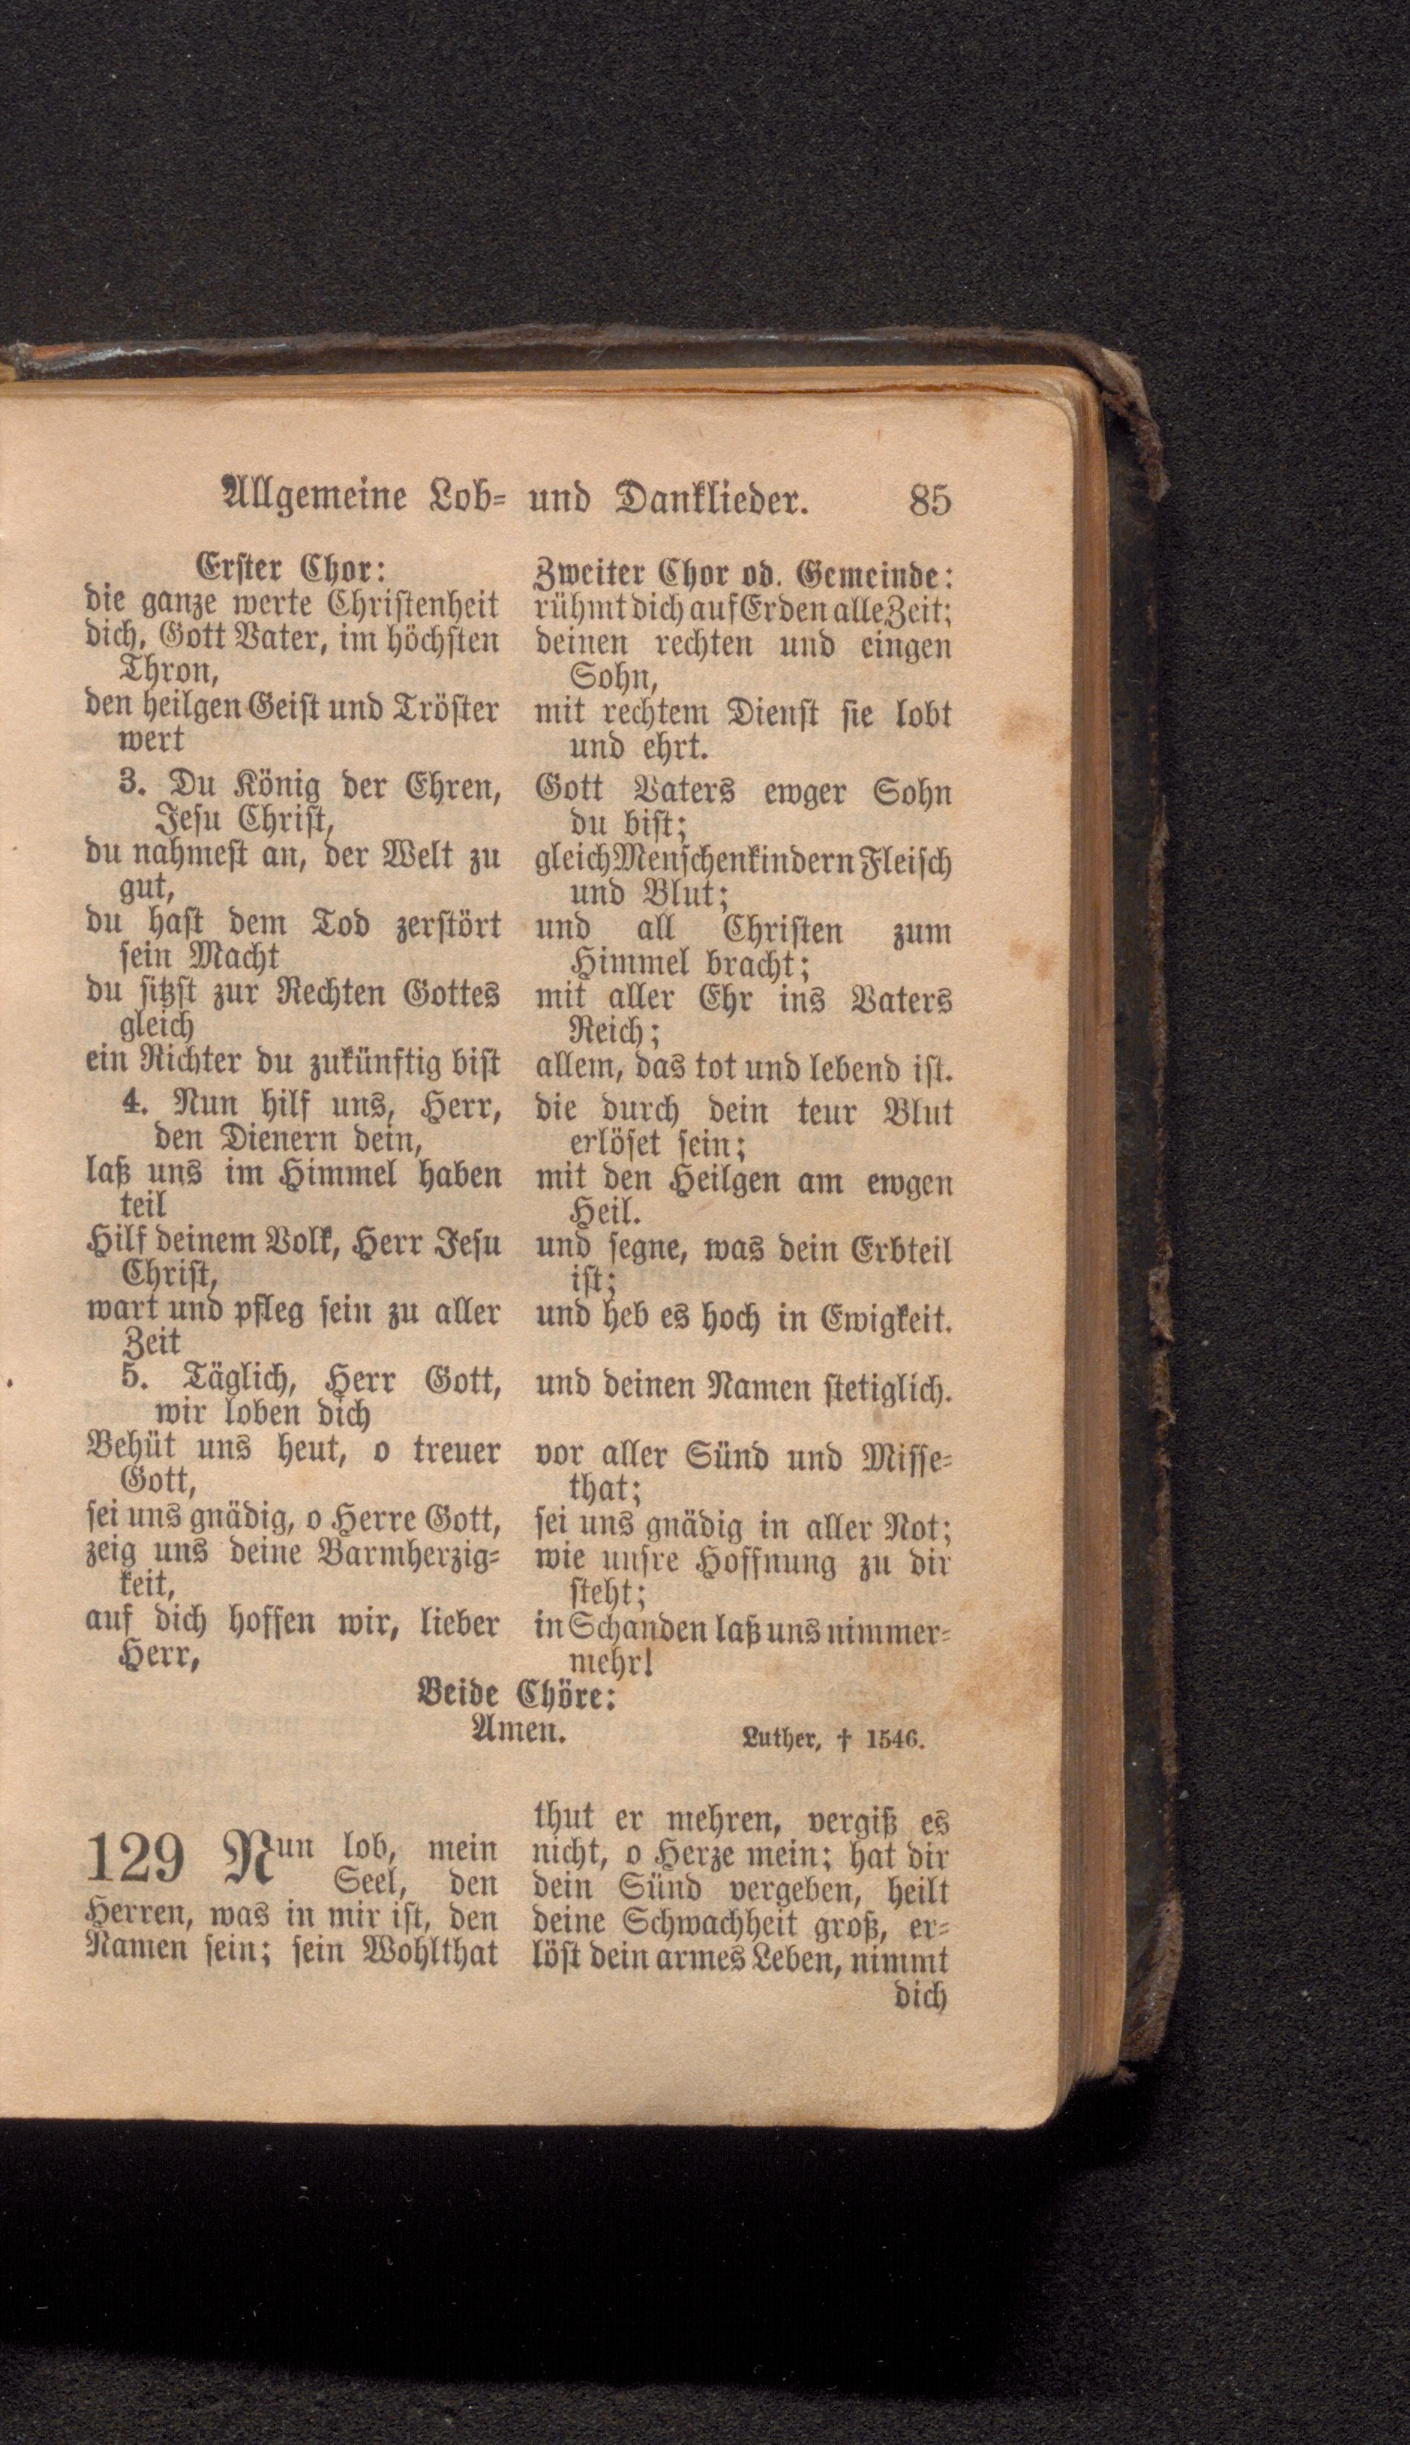 Allgemeine Lob- und Danklieder. 85
Erster Chor:
die ganze werte Christenheit
dich, Gott Vater, im höchsten
Thron,
den heilgen Geist und Tröster
wert
3. Du König der Ehren,
Jesu Christ,
du nahmest an, der Welt zu
gut,
du hast dem Tod zerstört
sein Macht
du sitzst zur Rechten Gottes
gleich
ein Richter du zukünftig bist
4. Nun hilf uns, Herr,
den Dienern dein,
laß uns im Himmel haben
teil
Hilf deinem Volk, Herr Jesu
Christ,
wart und pfleg sein zu aller
Zeit
5. Täglich, Herr Gott,
wir loben dich
Behüt uns heut, o treuer
Gott,
sei uns gnädig, o Herre Gott,
zeig uns deine Barmherzig-
keit,
auf dich hoffen wir, lieber
Herr,
Zweiter Chor od. Gemeinde:
rühmt dich auf Erden alle Zeit;
deinen rechten und eingen
Sohn,
mit rechtem Dienst sie lobt
und ehrt.
Gott Vaters ewger Sohn
du bist;
gleich Menschenkindern Fleisch
und Blut;
und all Christen zum
Himmel bracht;
mit aller Ehr ins Vaters
Reich;
allem, das tot und lebend ist.
die durch dein teur Blut
erlöset sein;
mit den Heilgen am ewgen
Heil.
und segne, was dein Erbteil
ist;
und heb es hoch in Ewigkeit.
und deinen Namen stetiglich.
vor aller Sünd und Misse-
that;
sei uns gnädig in aller Not;
wie unsre Hoffnung zu dir
steht;
in Schanden laß uns nimmer-
mehr!
Beide Chöre:
Amen.
Luther, † 1546.
129 Nun lob, mein
Seel, den
Herren, was in mir ist, den
Namen sein; sein Wohlthat
thut er mehren, vergiß es
nicht, o Herze mein; hat dir
dein Sünd vergeben, heilt
deine Schwachheit groß, er-
löst dein armes Leben, nimmt
dich